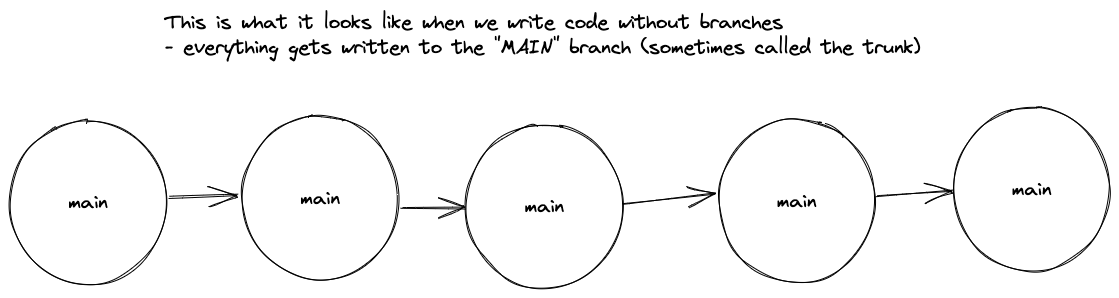 This is what it looks like when we write code without branches
- everything gets written to the "MAIN" branch (sometimes called the trunk)
main
main
main
main
main